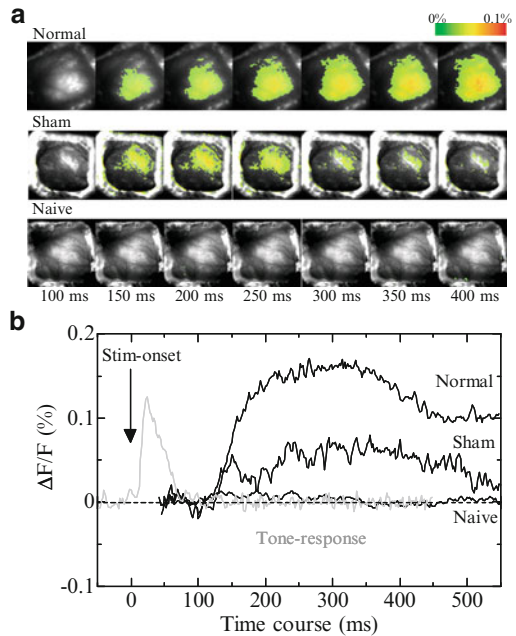 a
0% 0.1%
Normal
Sham
Naive
100 ms 150 ms 200 ms 250 ms 300 ms 350 ms 400 ms
b
0.2
Stim-onset
Normal
0.1
Sham
ΔF/F (%)
0
Naive
Tone-response
-0.1
0 100 200 300 400 500
Time course (ms)